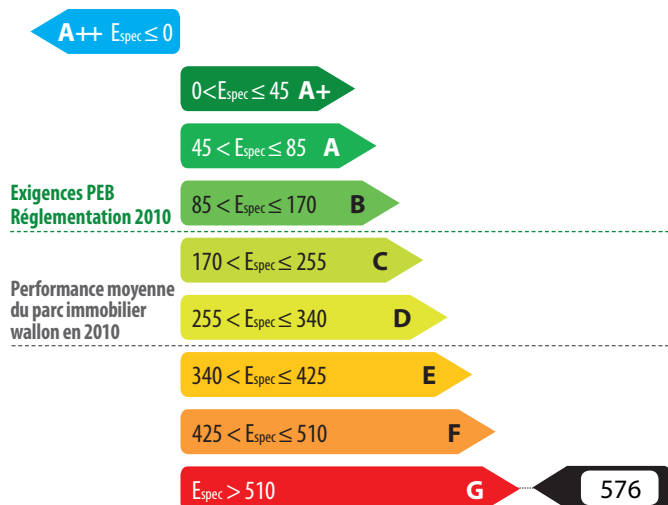 A++ Espec ≤ 0
0<Espec ≤ 45 A+
45 < Espec ≤ 85 A
Exigences PEB
Réglementation 2010
85 < Espec ≤ 170 B
170 < Espec ≤ 255 C
Performance moyenne
du parc immobilier
wallon en 2010
255 < Espec ≤ 340 D
340 < Espec ≤ 425 E
425 < Espec ≤ 510 F
Espec > 510 G 576